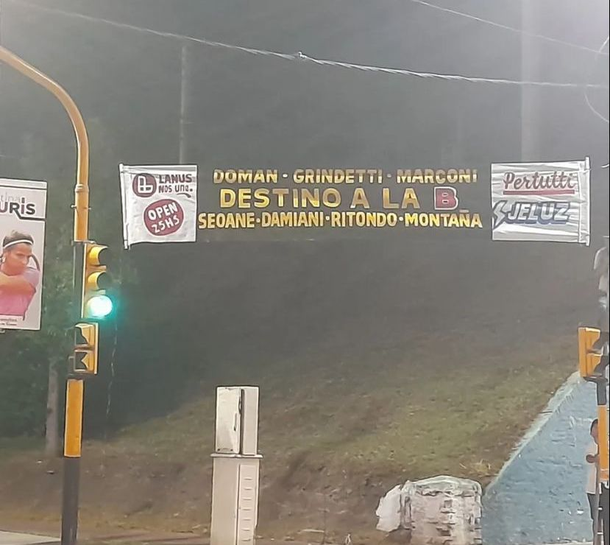 DOMAN - GRINDETTI - MARCONI
DESTINO A LA B
SEOANE-DAMIANI-RITONDO-MONTAÑA
LANUS
NOS UNE.
OPEN
25HS
Pertutti
JELUZ
URIS